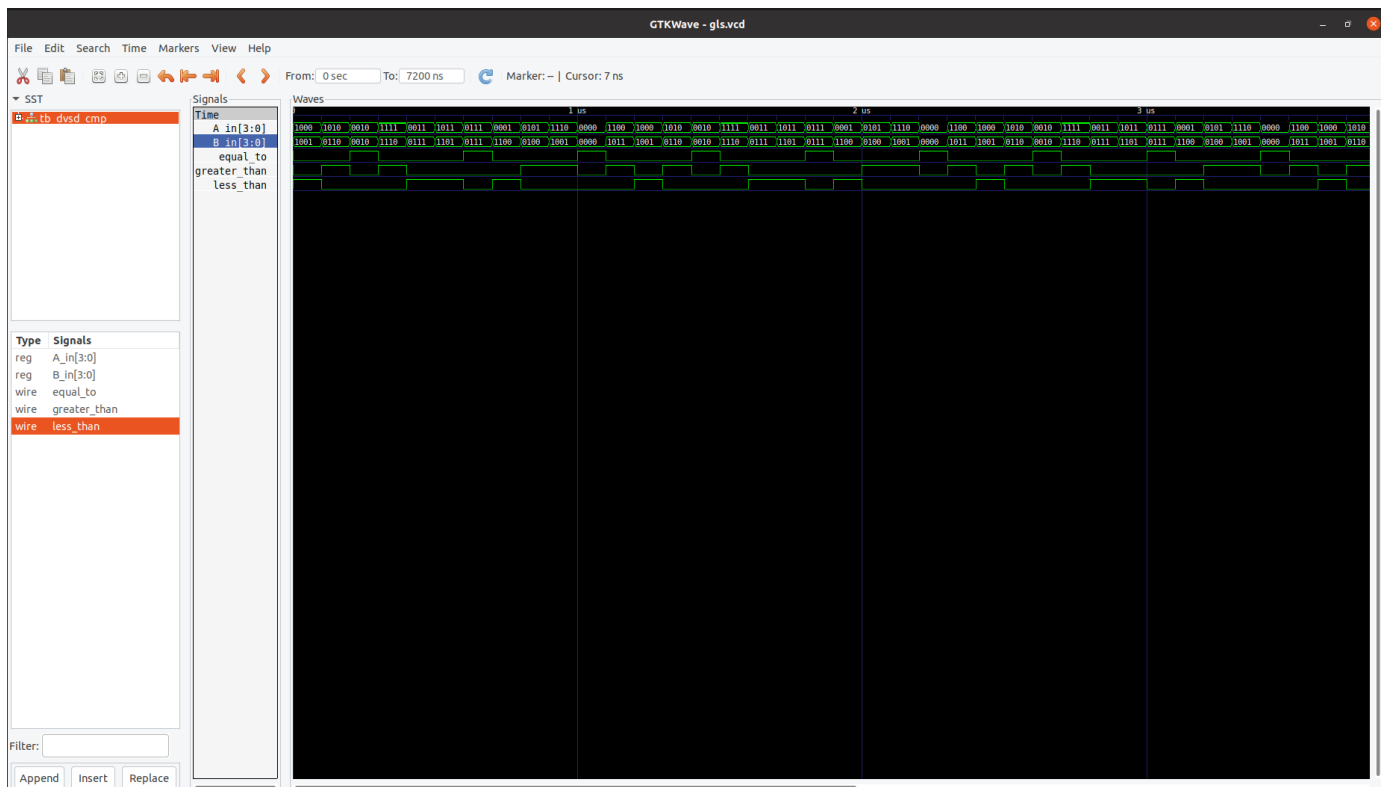 GTKWave - gls.vcd
File Edit Search Time Markers View Help
From: 0 sec To: 7200 ns Marker: -- | Cursor: 7 ns
SST
tb_dvsd_cmp
Type Signals
reg A_in[3:0]
reg B_in[3:0]
wire equal_to
wire greater_than
wire less_than
Filter:
Append Insert Replace
Signals
Time
A_in[3:0]
B_in[3:0]
equal_to
greater_than
less_than
Waves
0 1 us 2 us 3 us
1000 1010 0010 1111 0011 1011 0111 0001 0101 1110 0000 1100 1000 1010 0010 1111 0011 1011 0111 0001 0101 1110 0000 1100 1000 1010 0010 1111 0011 1011 0111 0001 0101 1110 0000 1100 1000 1010
1001 0110 0010 1110 0111 1101 0111 1100 0100 1001 0000 1011 1001 0110 0010 1110 0111 1101 0111 1100 0100 1001 0000 1011 1001 0110 0010 1110 0111 1101 0111 1100 0100 1001 0000 1011 1001 0110